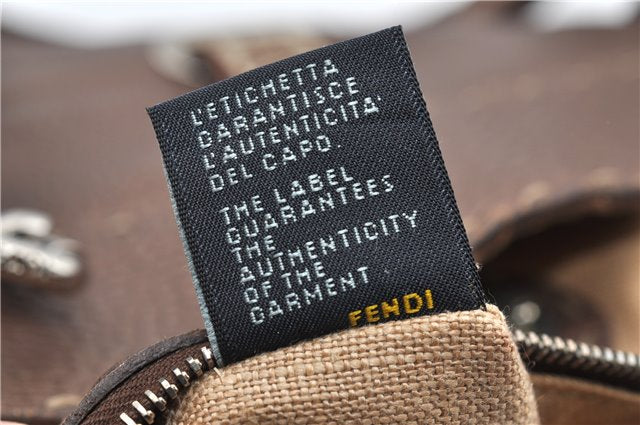 L'ETICHETTA
GARANTISCE
L'AUTENTICITA'
DEL CAPO.
THE LABEL
GUARANTEES
THE
AUTHENTICITY
OF THE
GARMENT
FENDI